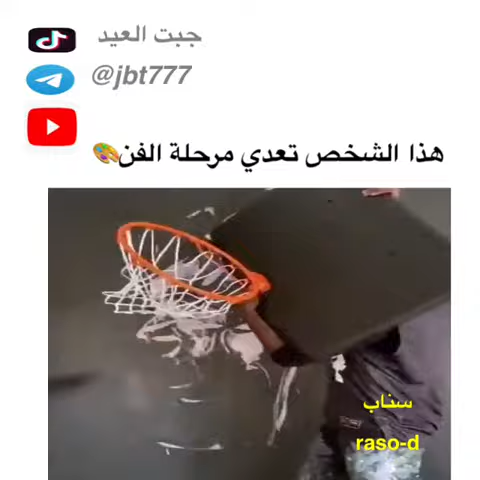 جبت العيد
@jbt777
هذا الشخص تعدي مرحلة الفن🎨
سناب
raso-d